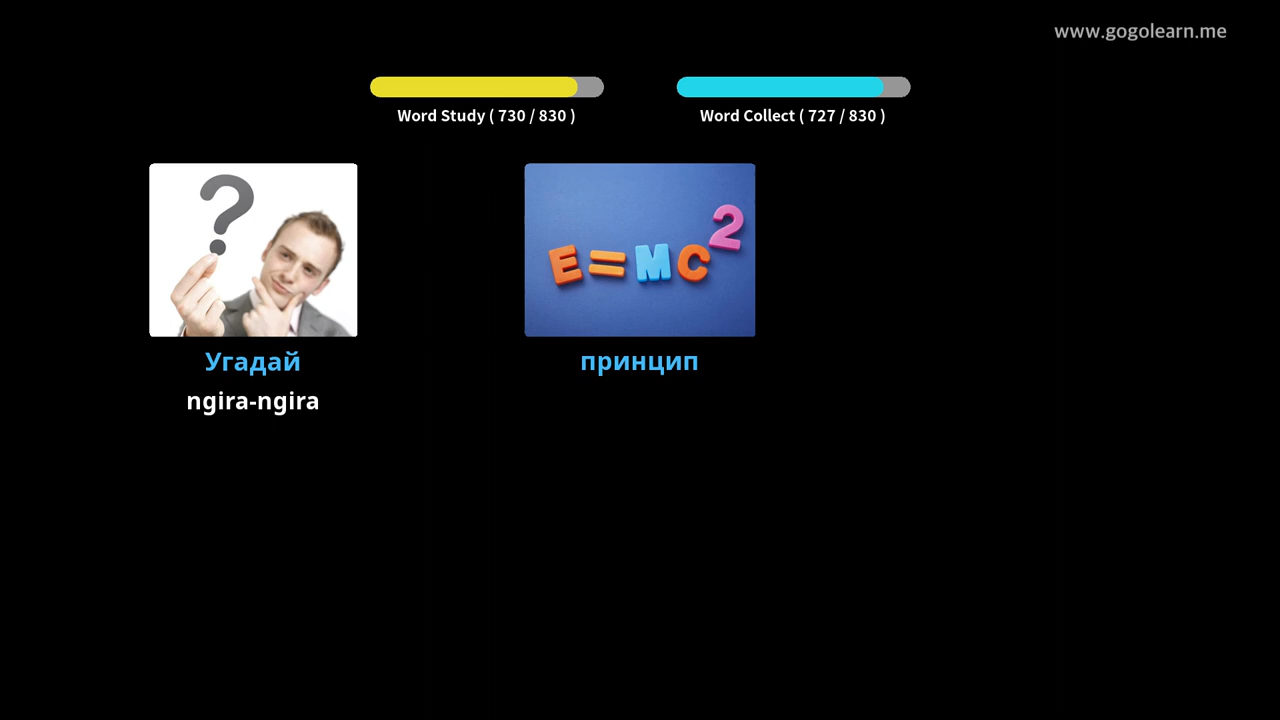 www.gogolearn.me
Word Study ( 730 / 830 )
Word Collect ( 727 / 830 )
?
E=MC2
Угадай
принцип
ngira-ngira